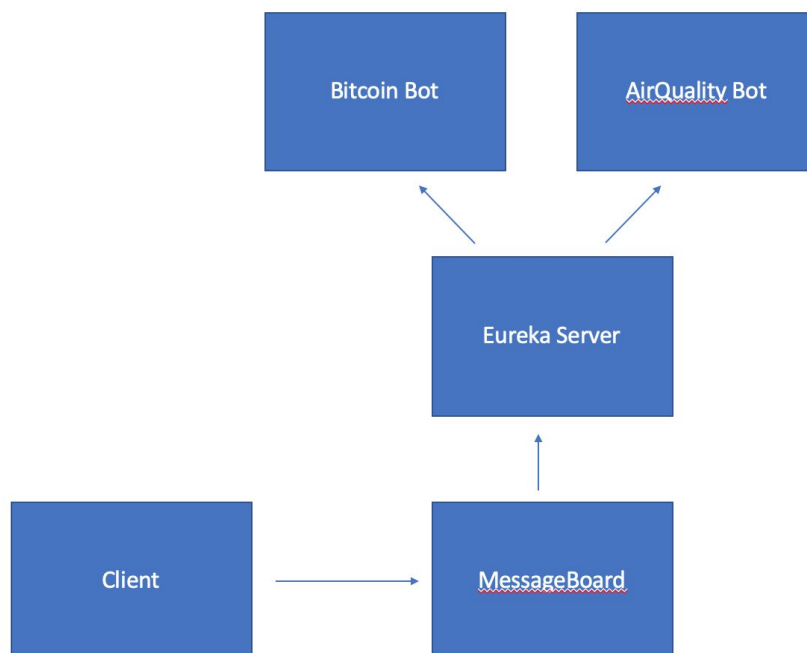 Bitcoin Bot
AirQuality Bot
Eureka Server
Client
MessageBoard